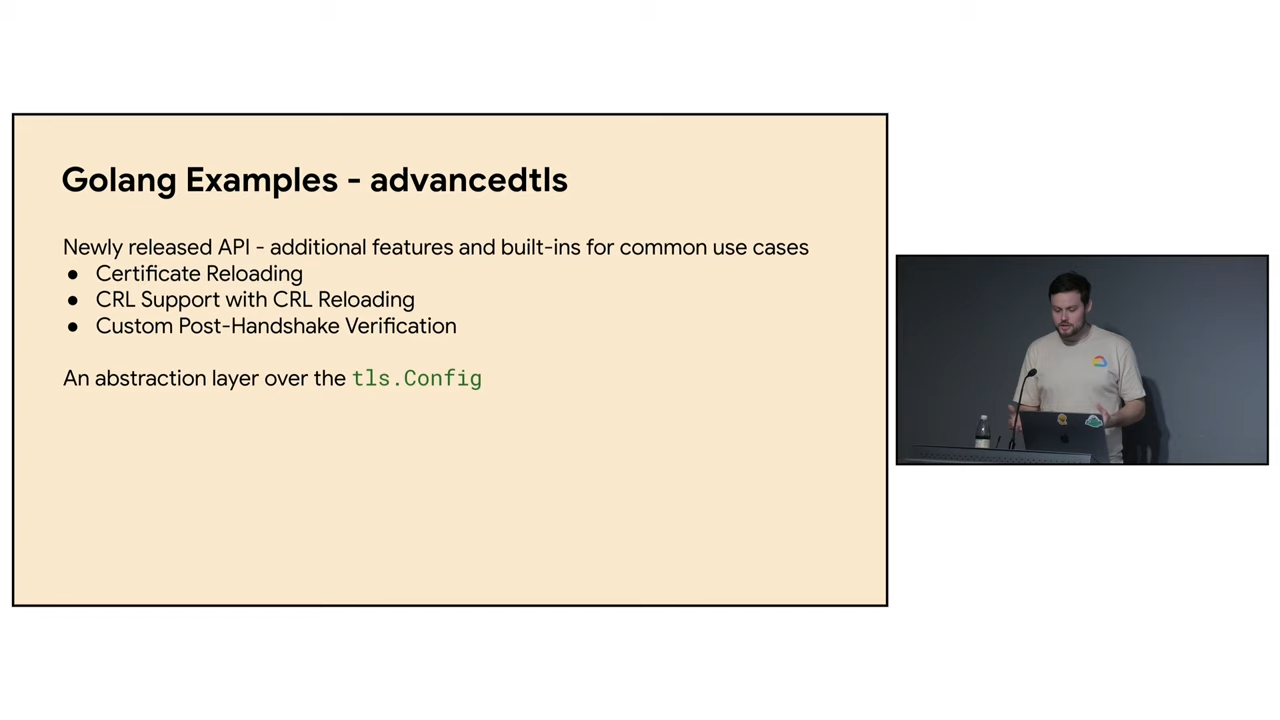 Golang Examples - advancedtls
Newly released API - additional features and built-ins for common use cases
● Certificate Reloading
● CRL Support with CRL Reloading
● Custom Post-Handshake Verification
An abstraction layer over the tls.Config